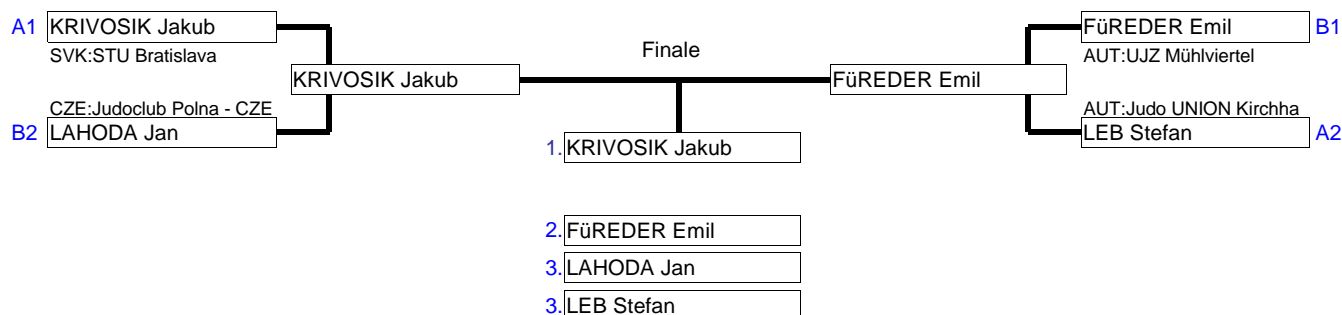 A1 KRIVOSIK Jakub
SVK:STU Bratislava
KRIVOSIK Jakub
CZE:Judoclub Polna - CZE
B2 LAHODA Jan
Finale
FüREDER Emil B1
AUT:UJZ Mühlviertel
FüREDER Emil
AUT:Judo UNION Kirchha
LEB Stefan A2
1. KRIVOSIK Jakub
2. FüREDER Emil
3. LAHODA Jan
3. LEB Stefan